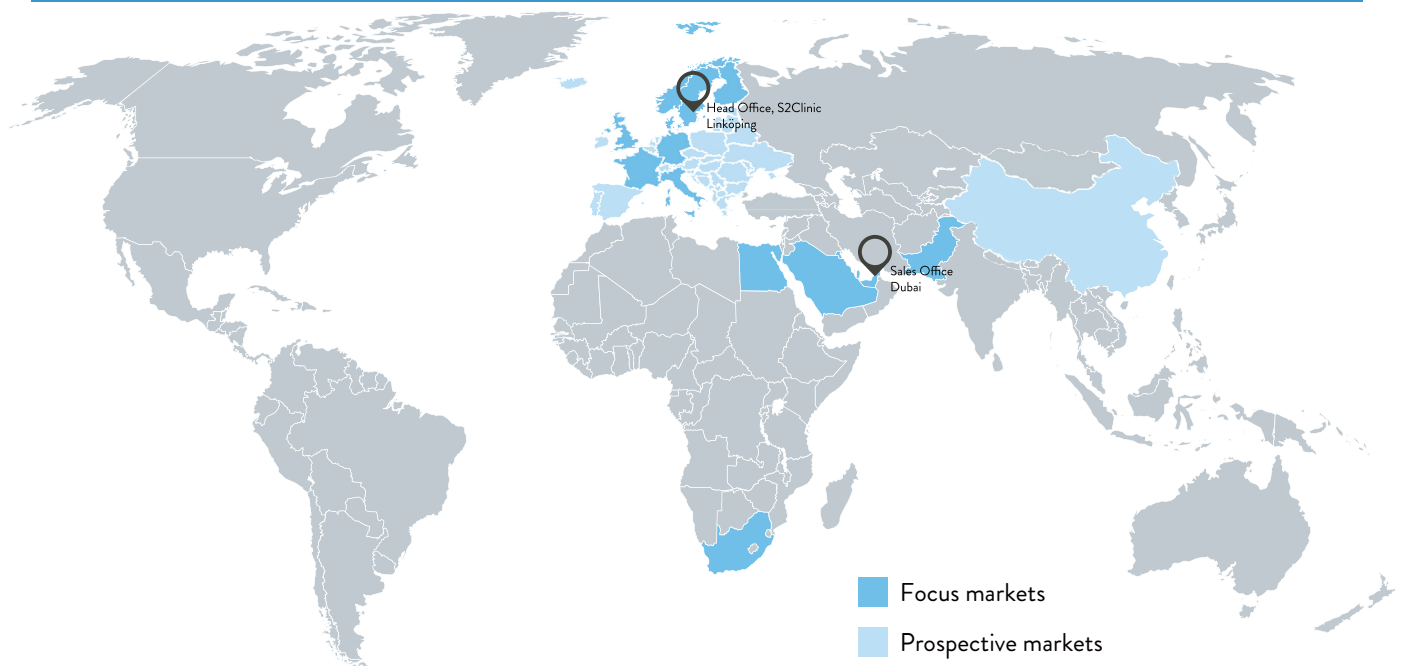 Head Office, S2Clinic
Linköping
Sales Office
Dubai
Focus markets
Prospective markets